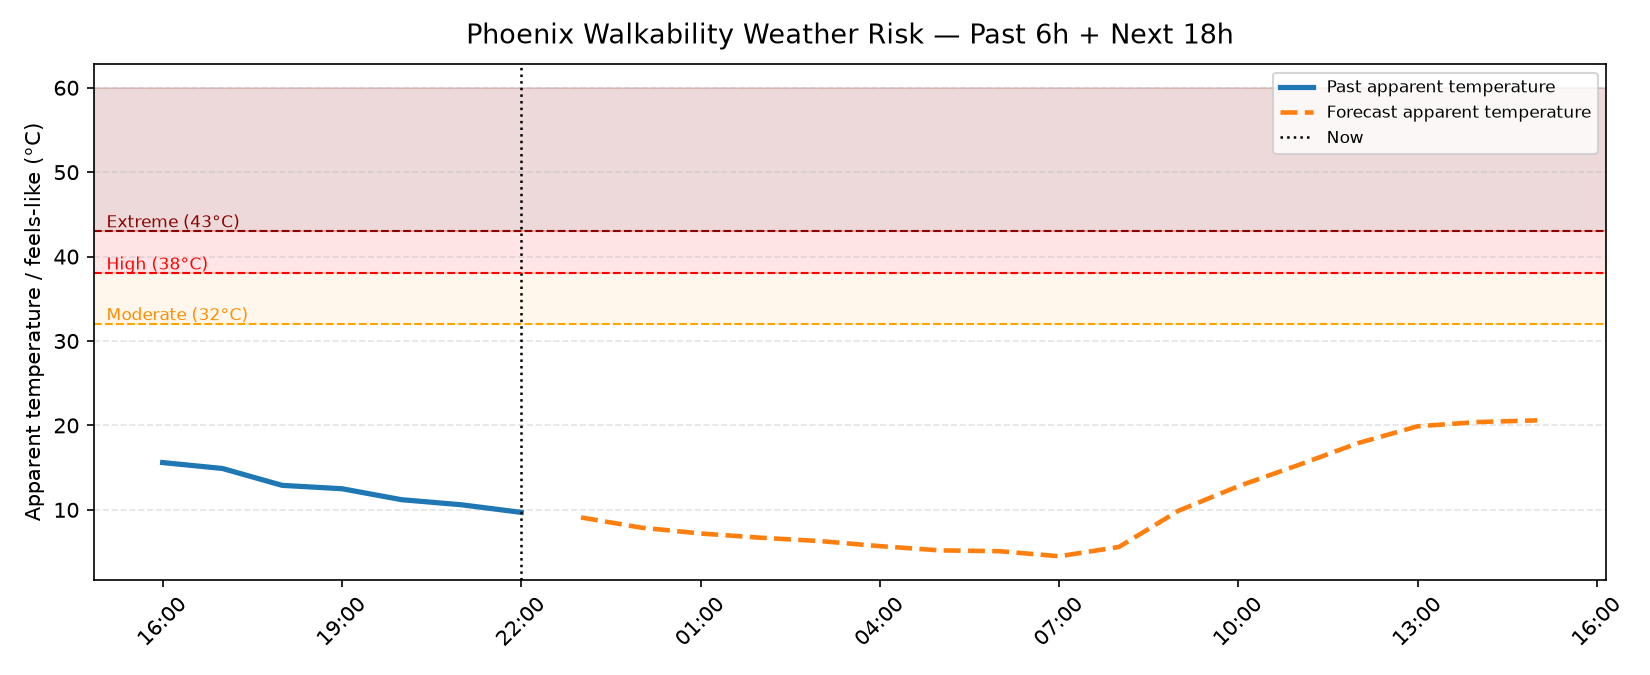 Phoenix Walkability Weather Risk — Past 6h + Next 18h
Apparent temperature / feels-like (°C)
60
50
40
30
20
10
Past apparent temperature
Forecast apparent temperature
Now
Extreme (43°C)
High (38°C)
Moderate (32°C)
16:00
19:00
22:00
01:00
04:00
07:00
10:00
13:00
16:00